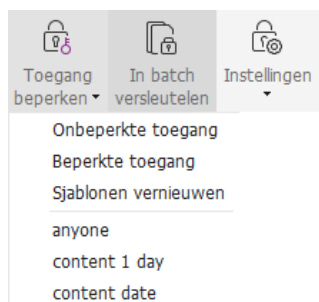 Toegang beperken
In batch versleutelen
Instellingen
Onbeperkte toegang
Beperkte toegang
Sjablonen vernieuwen
anyone
content 1 day
content date